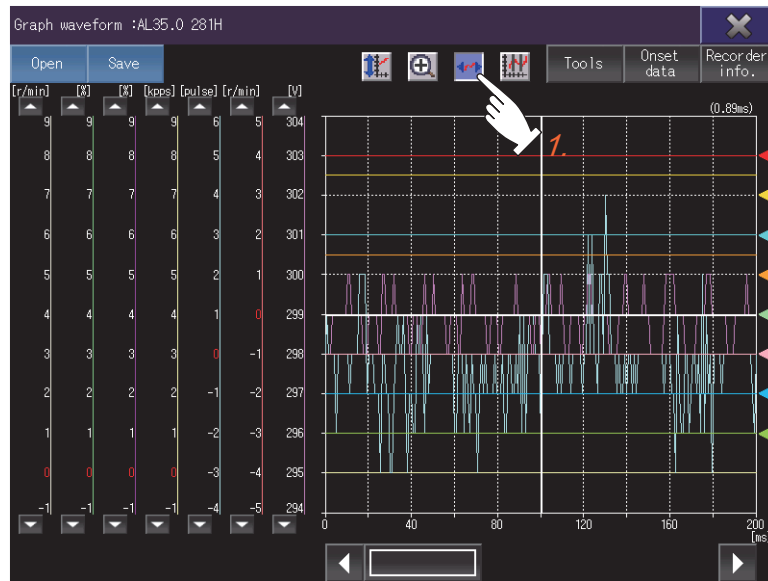 Graph waveform :AL35.0 281H
Open Save Tools Onset data Recorder info.
[r/min] [%] [%] [kpps] [pulse] [r/min] [V]
(0.89ms)
9 9 9 9 6 5 304
1.
8 8 8 8 5 4 303
7 7 7 7 4 3 302
6 6 6 6 3 2 301
5 5 5 5 2 1 300
4 4 4 4 1 0 299
3 3 3 3 0 -1 298
2 2 2 2 -1 -2 297
1 1 1 1 -2 -3 296
0 0 0 0 -3 -4 295
-1 -1 -1 -1 -4 -5 294
0 40 80 120 160 200
[ms